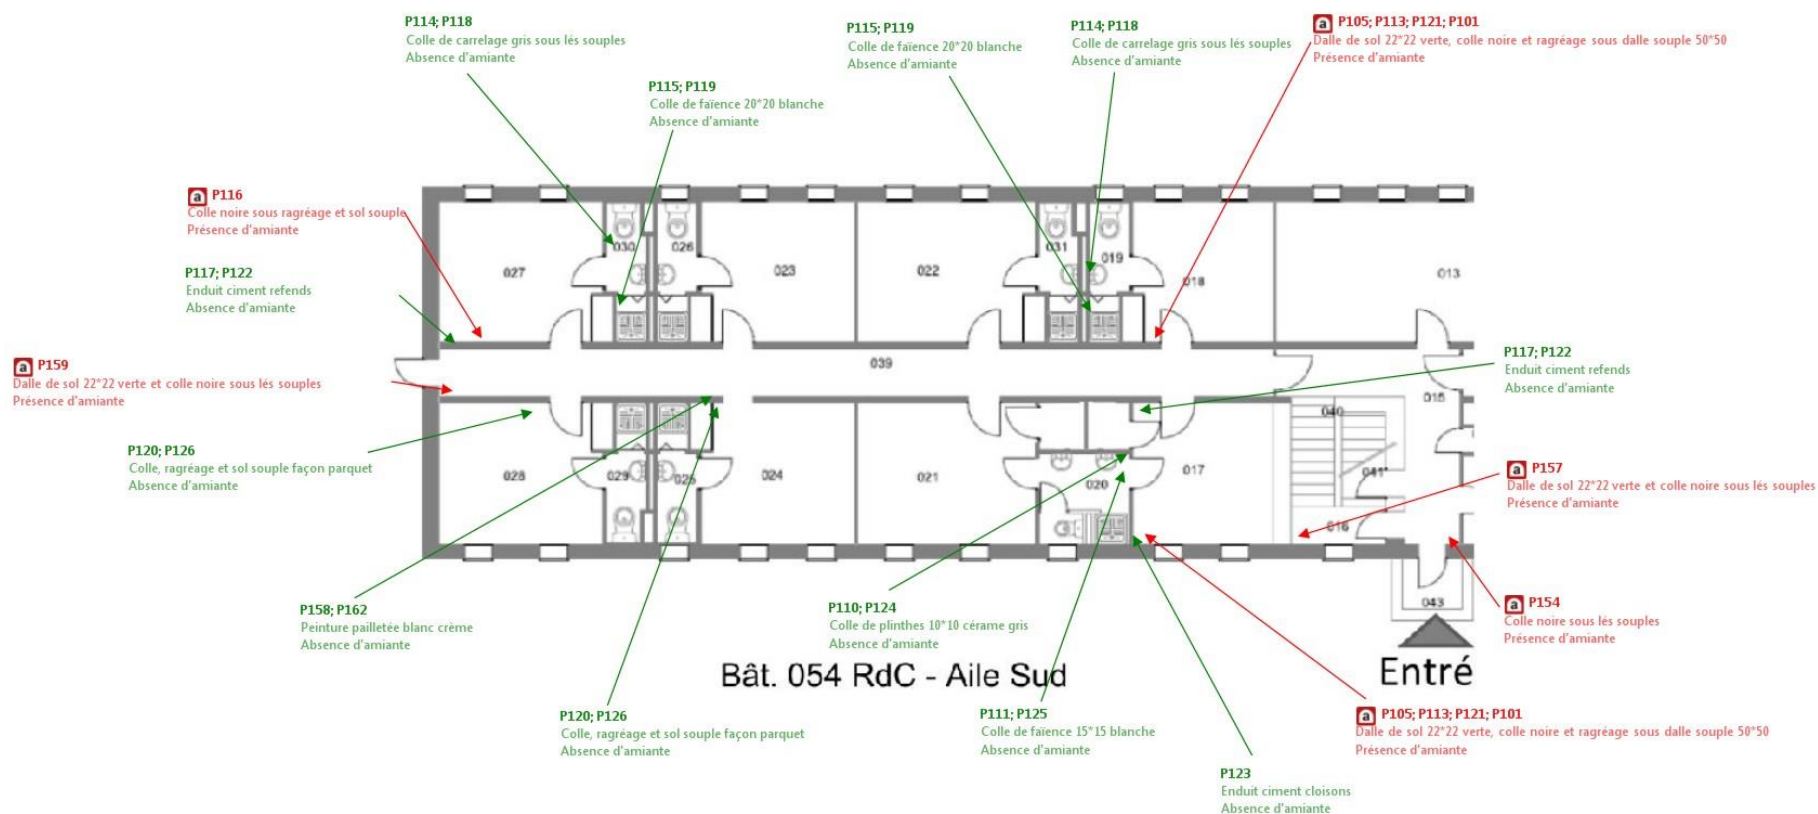 P114; P118
Colle de carrelage gris sous lés souples
Absence d'amiante
P115; P119
Colle de faïence 20*20 blanche
Absence d'amiante
P114; P118
Colle de carrelage gris sous lés souples
Absence d'amiante
a P105; P113; P121; P101
Dalle de sol 22*22 verte, colle noire et ragréage sous dalle souple 50*50
Présence d'amiante
P115; P119
Colle de faïence 20*20 blanche
Absence d'amiante
a P116
Colle noire sous ragréage et sol souple
Présence d'amiante
P117; P122
Enduit ciment refends
Absence d'amiante
a P159
Dalle de sol 22*22 verte et colle noire sous lés souples
Présence d'amiante
P120; P126
Colle, ragréage et sol souple façon parquet
Absence d'amiante
030
026
031
019
027
023
022
018
013
039
P117; P122
Enduit ciment refends
Absence d'amiante
015
040
028
029
025
024
021
020
017
041*
016
043
a P157
Dalle de sol 22*22 verte et colle noire sous lés souples
Présence d'amiante
a P154
Colle noire sous lés souples
Présence d'amiante
P158; P162
Peinture pailletée blanc crème
Absence d'amiante
P110; P124
Colle de plinthes 10*10 cérame gris
Absence d'amiante
Bât. 054 RdC - Aile Sud
Entré
P120; P126
Colle, ragréage et sol souple façon parquet
Absence d'amiante
P111; P125
Colle de faïence 15*15 blanche
Absence d'amiante
a P105; P113; P121; P101
Dalle de sol 22*22 verte, colle noire et ragréage sous dalle souple 50*50
Présence d'amiante
P123
Enduit ciment cloisons
Absence d'amiante